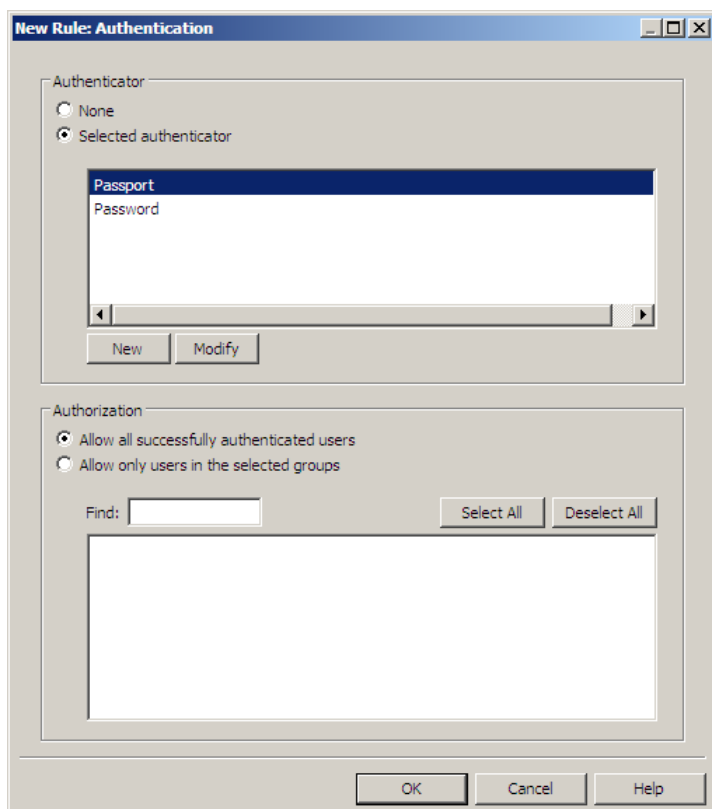 New Rule: Authentication
Authenticator
None
Selected authenticator
Passport
Password
New Modify
Authorization
Allow all successfully authenticated users
Allow only users in the selected groups
Find: Select All Deselect All
OK Cancel Help